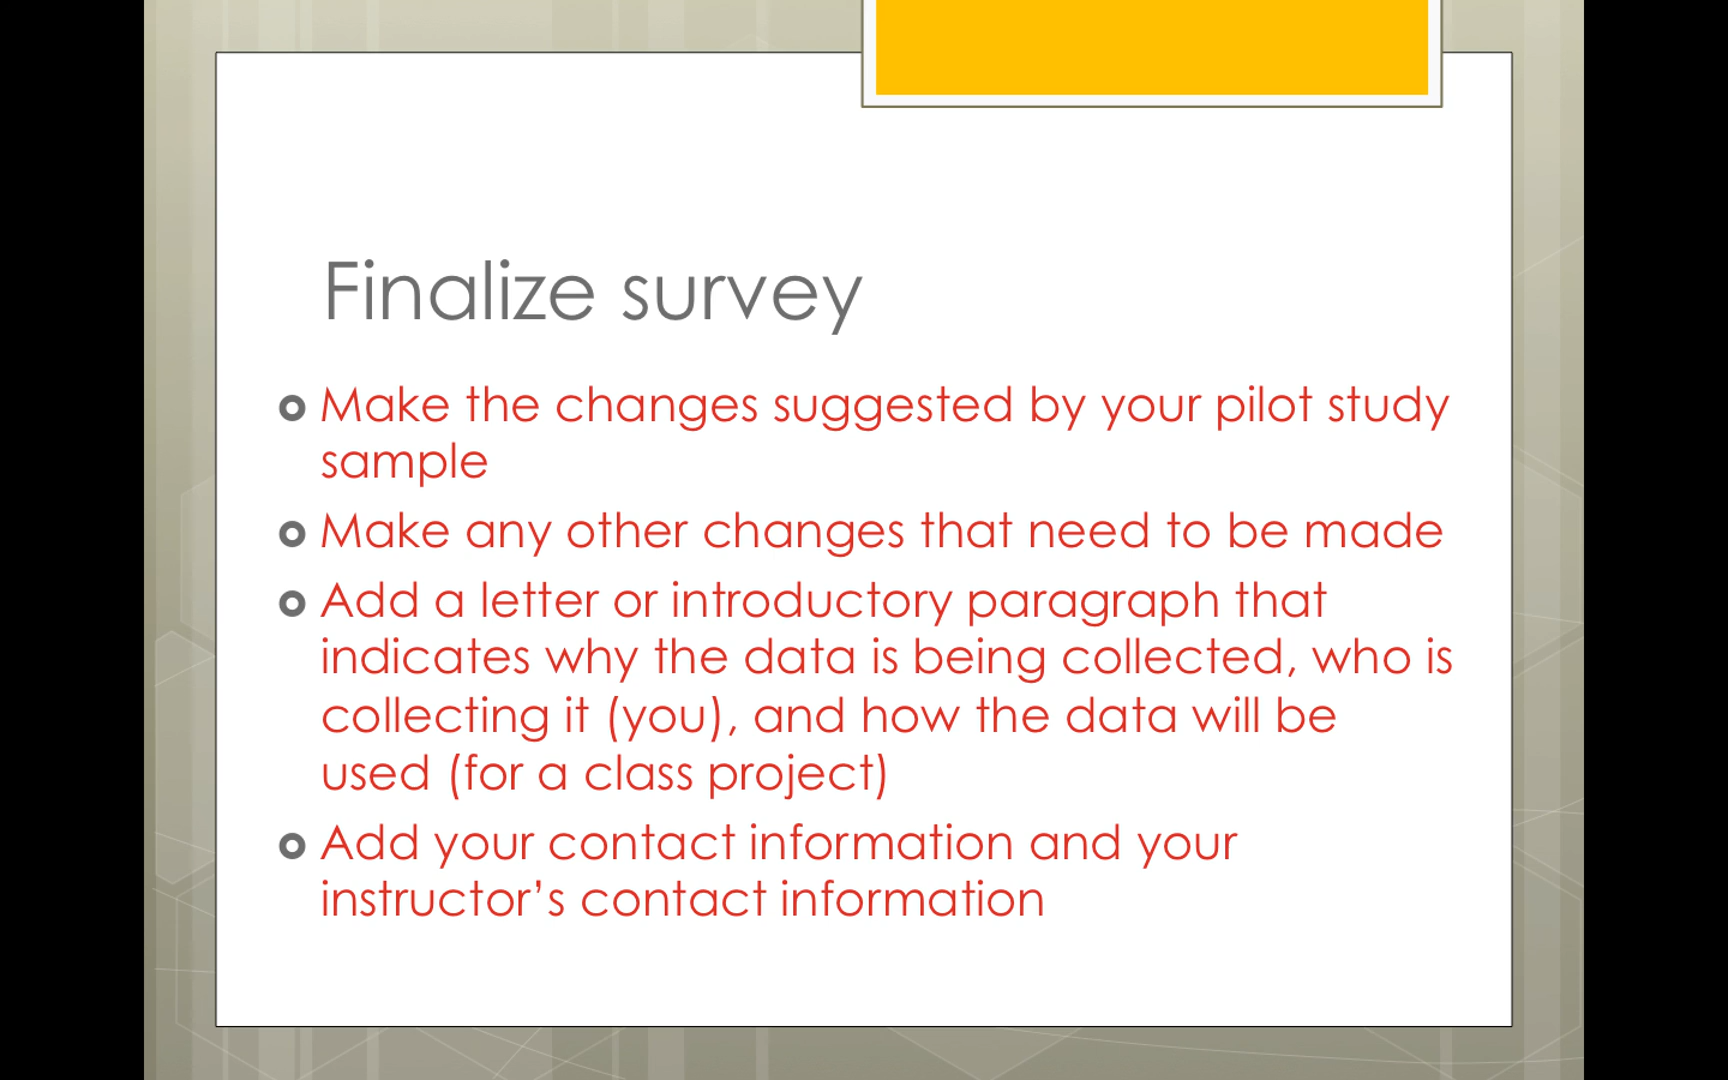 Finalize survey
Make the changes suggested by your pilot study
sample
Make any other changes that need to be made
Add a letter or introductory paragraph that
indicates why the data is being collected, who is
collecting it (you), and how the data will be
used (for a class project)
Add your contact information and your
instructor’s contact information